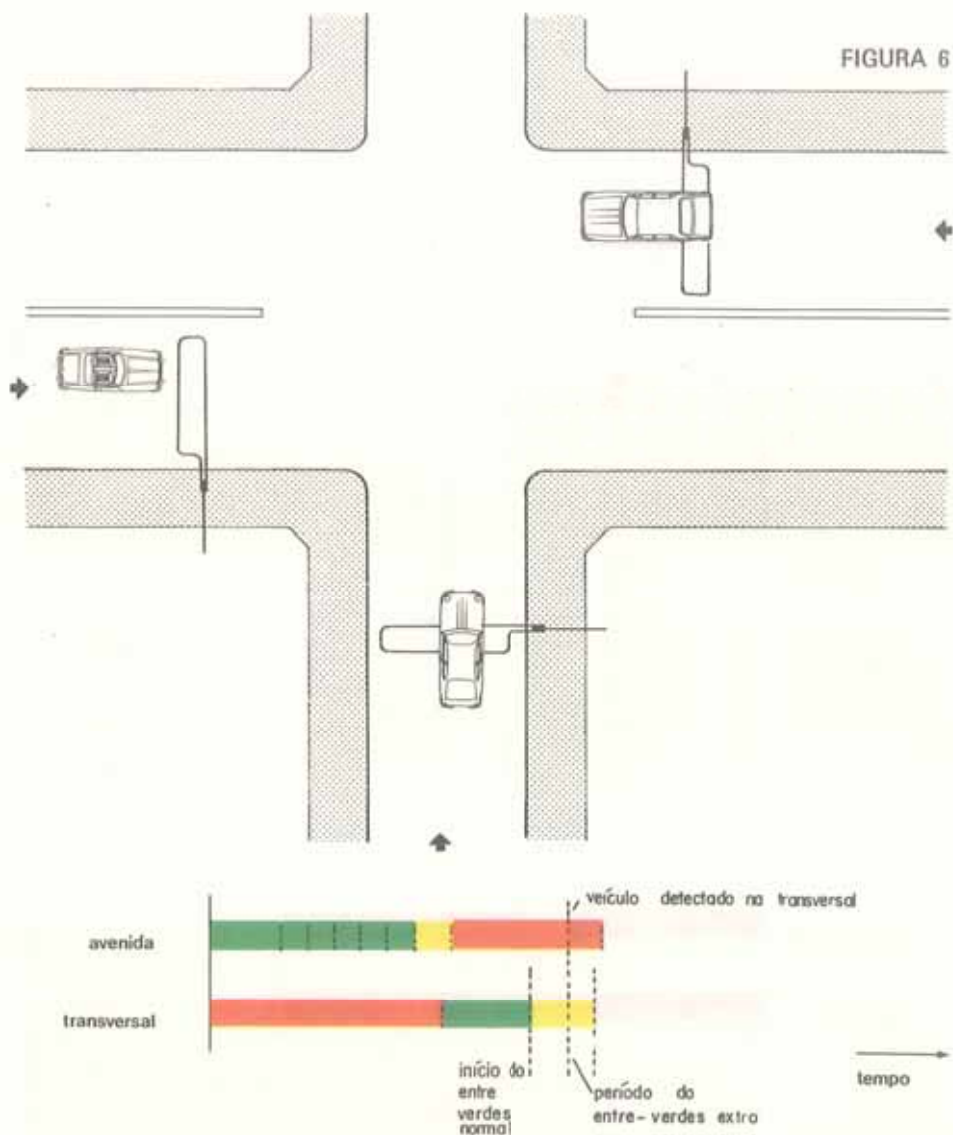 FIGURA 6
veículo detectado na transversal
avenida
transversal
início do
entre
verdes
normal
período do
entre-verdes extra
tempo